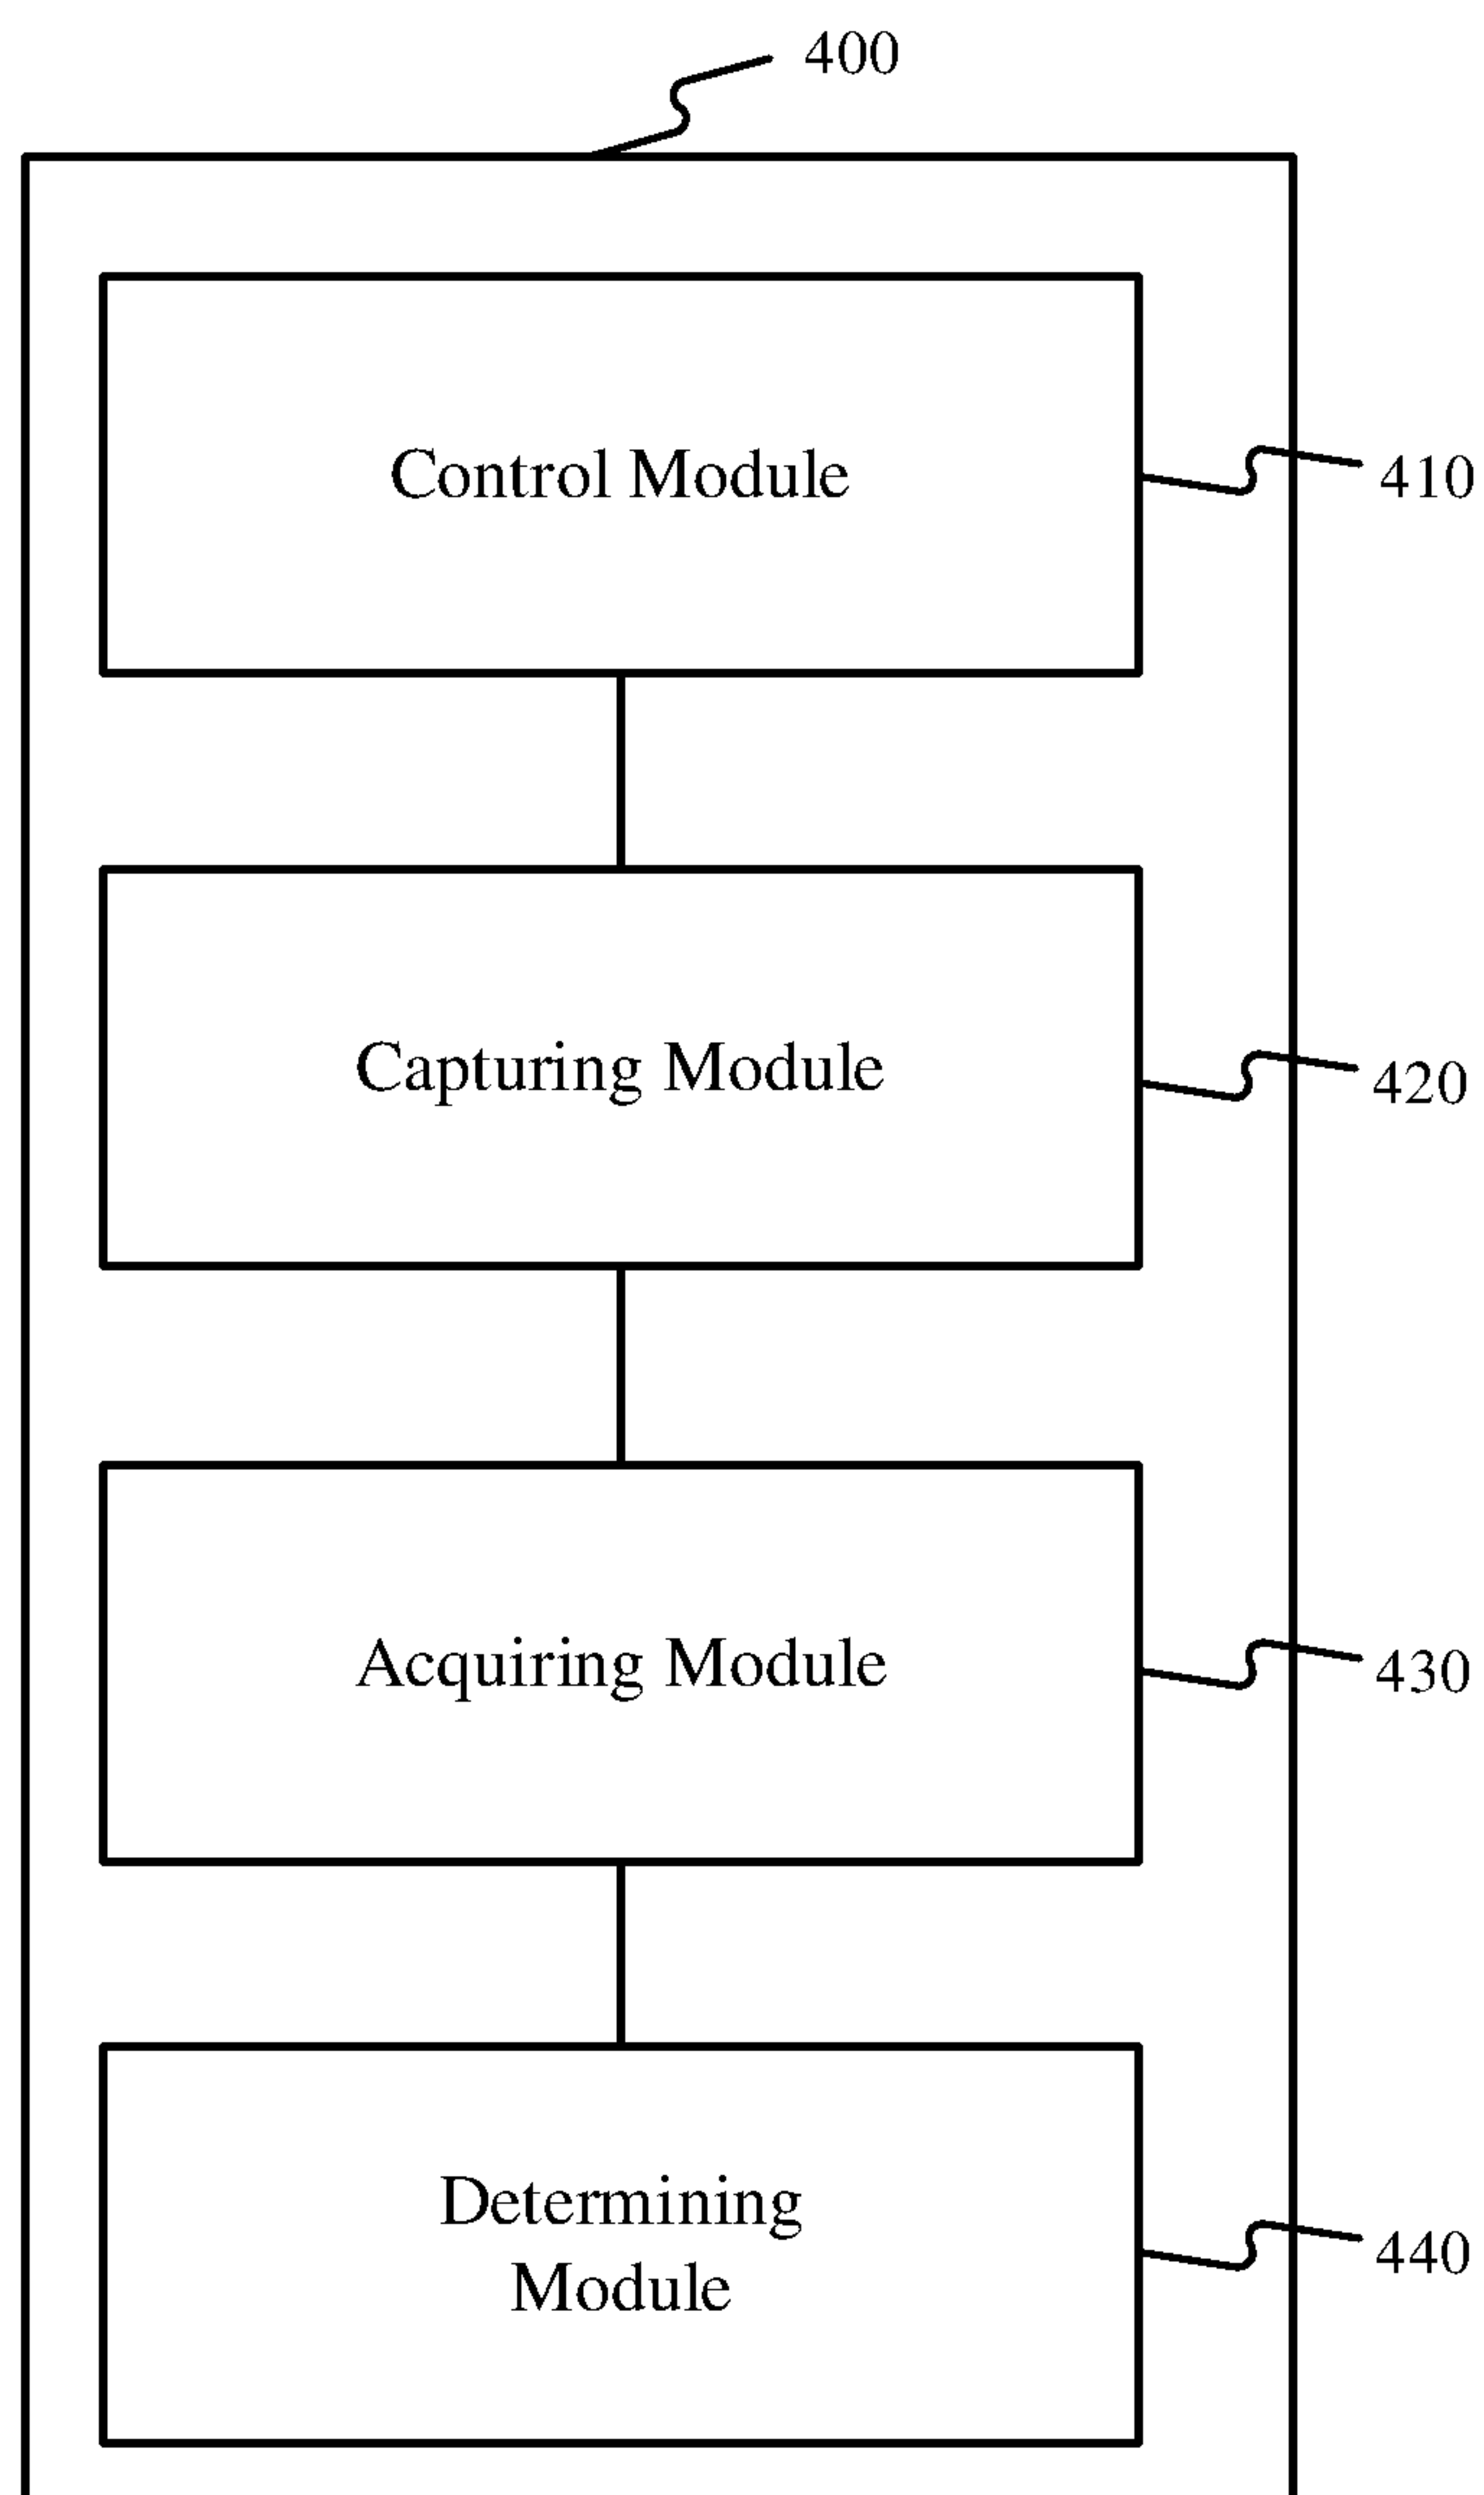 400
Control Module
410
Capturing Module
420
Acquiring Module
430
Determining
Module
440